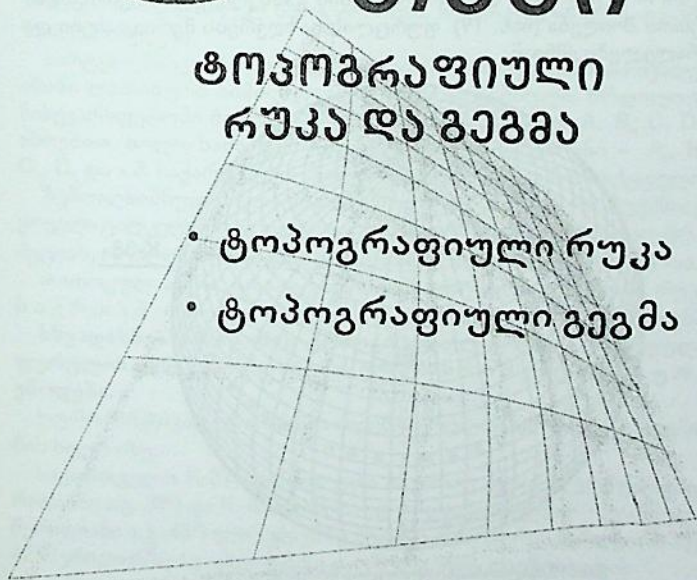 ტოპოგრაფიული
რუკა და გეგმა
• ტოპოგრაფიული რუკა
• ტოპოგრაფიული გეგმა